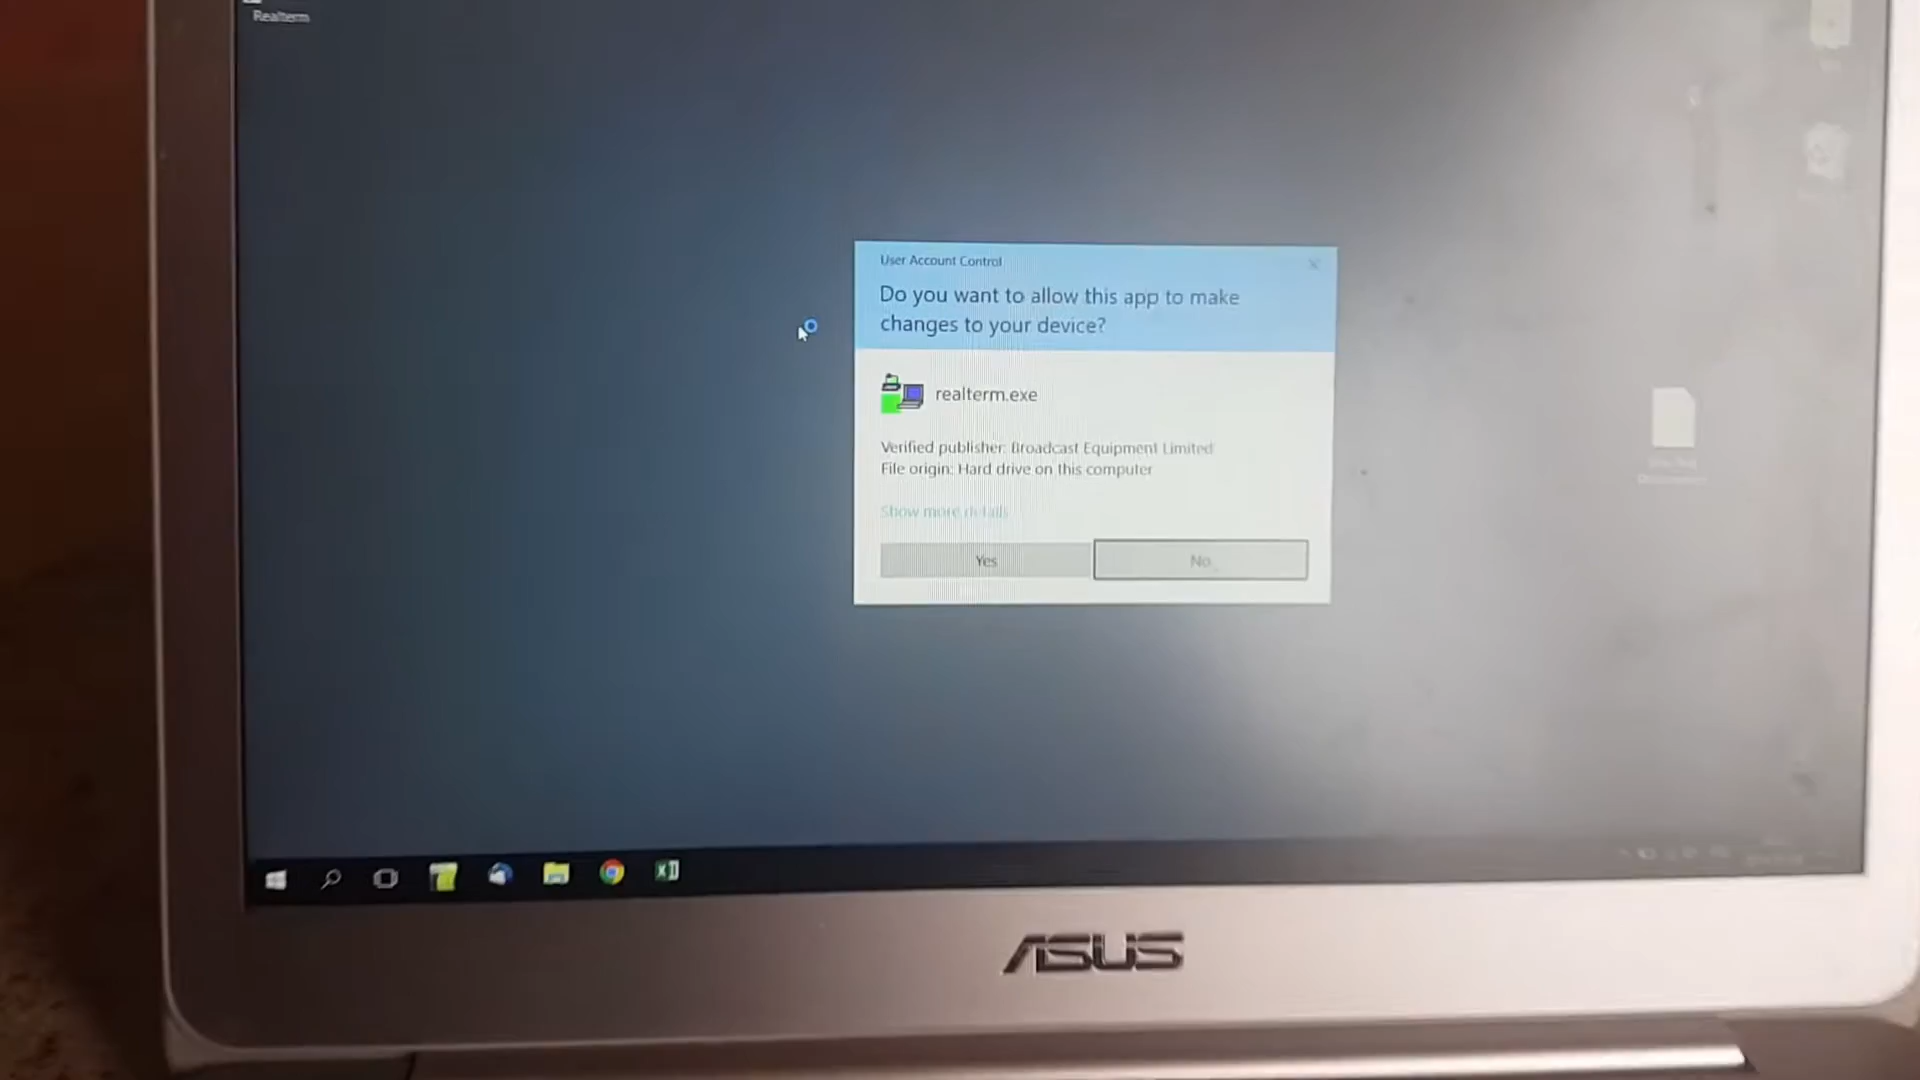 Realterm
User Account Control
Do you want to allow this app to make
changes to your device?
realterm.exe
Verified publisher: Broadcast Equipment Limited
File origin: Hard drive on this computer
Show more details
Yes
No
ASUS